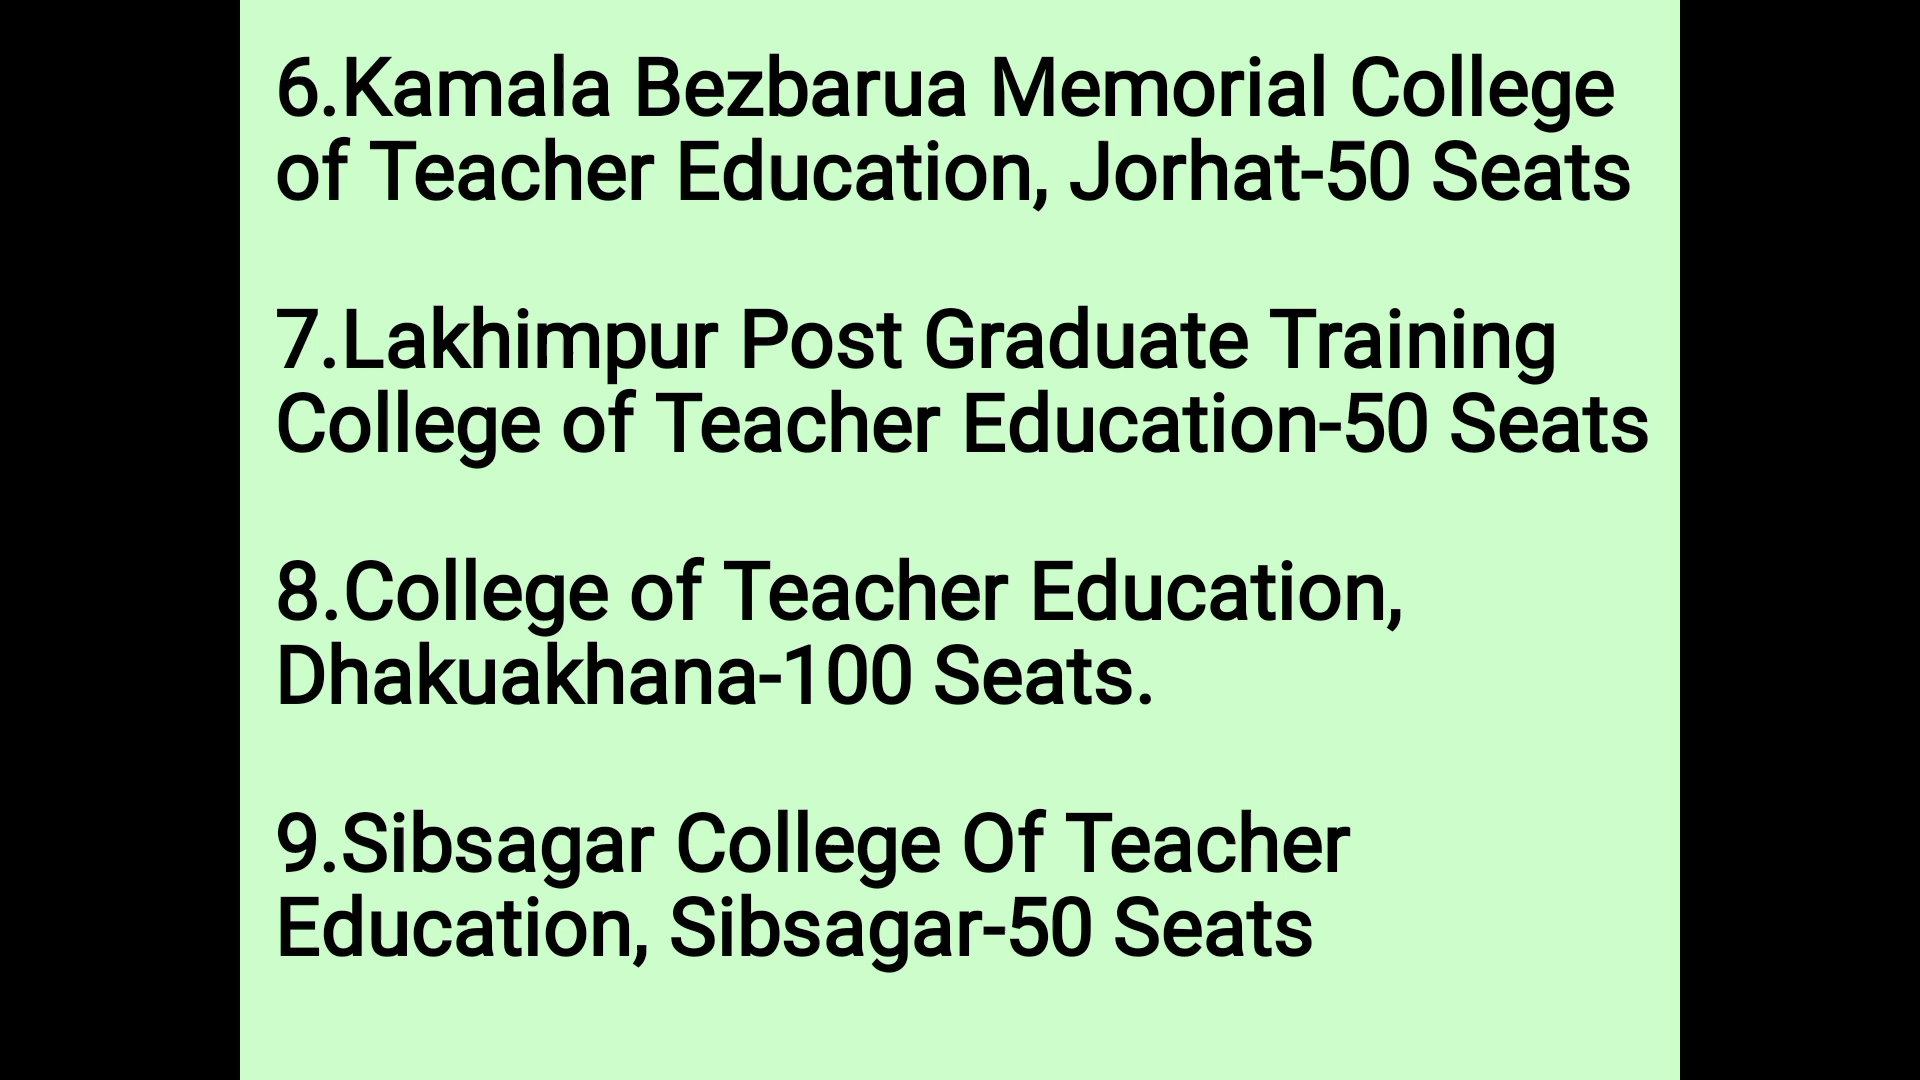 6.Kamala Bezbarua Memorial College
of Teacher Education, Jorhat-50 Seats
7.Lakhimpur Post Graduate Training
College of Teacher Education-50 Seats
8.College of Teacher Education,
Dhakuakhana-100 Seats.
9.Sibsagar College Of Teacher
Education, Sibsagar-50 Seats